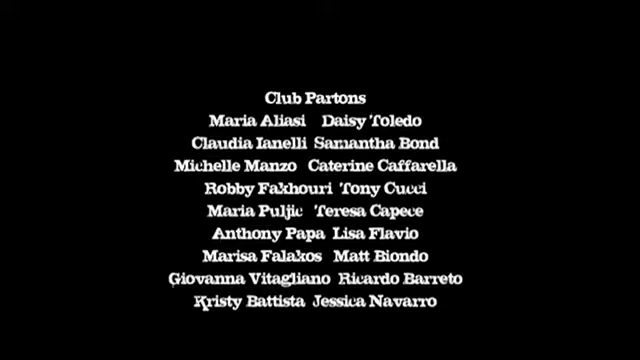 Club Partons
Maria Aliasi Daisy Toledo
Claudia Ianelli Samantha Bond
Michelle Manzo Caterine Caffarella
Robby Fakhouri Tony Cucci
Maria Puljic Teresa Capece
Anthony Papa Lisa Flavio
Marisa Falakos Matt Biondo
Giovanna Vitagliano Ricardo Barreto
Kristy Battista Jessica Navarro